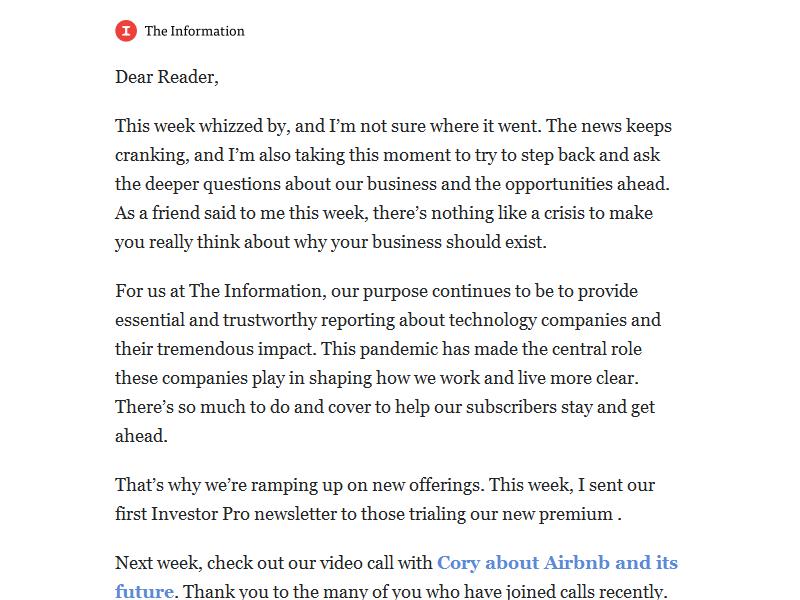 The Information
Dear Reader,
This week whizzed by, and I’m not sure where it went. The news keeps
cranking, and I’m also taking this moment to try to step back and ask
the deeper questions about our business and the opportunities ahead.
As a friend said to me this week, there’s nothing like a crisis to make
you really think about why your business should exist.
For us at The Information, our purpose continues to be to provide
essential and trustworthy reporting about technology companies and
their tremendous impact. This pandemic has made the central role
these companies play in shaping how we work and live more clear.
There’s so much to do and cover to help our subscribers stay and get
ahead.
That’s why we’re ramping up on new offerings. This week, I sent our
first Investor Pro newsletter to those trialing our new premium .
Next week, check out our video call with Cory about Airbnb and its
future. Thank you to the many of you who have joined calls recently.